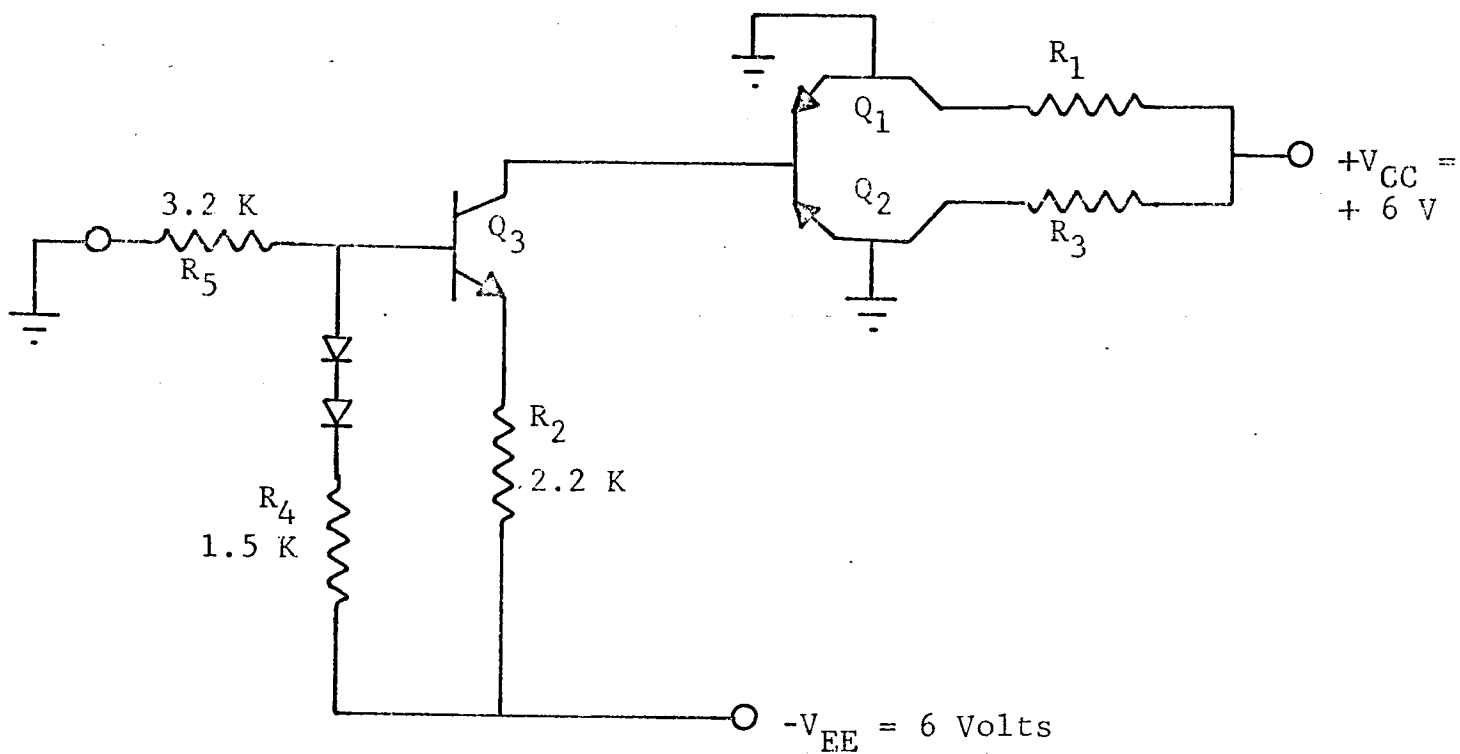 R1
Q1
+VCC =
+ 6 V
Q2
R3
3.2 K
R5
Q3
R2
2.2 K
R4
1.5 K
-VEE = 6 Volts